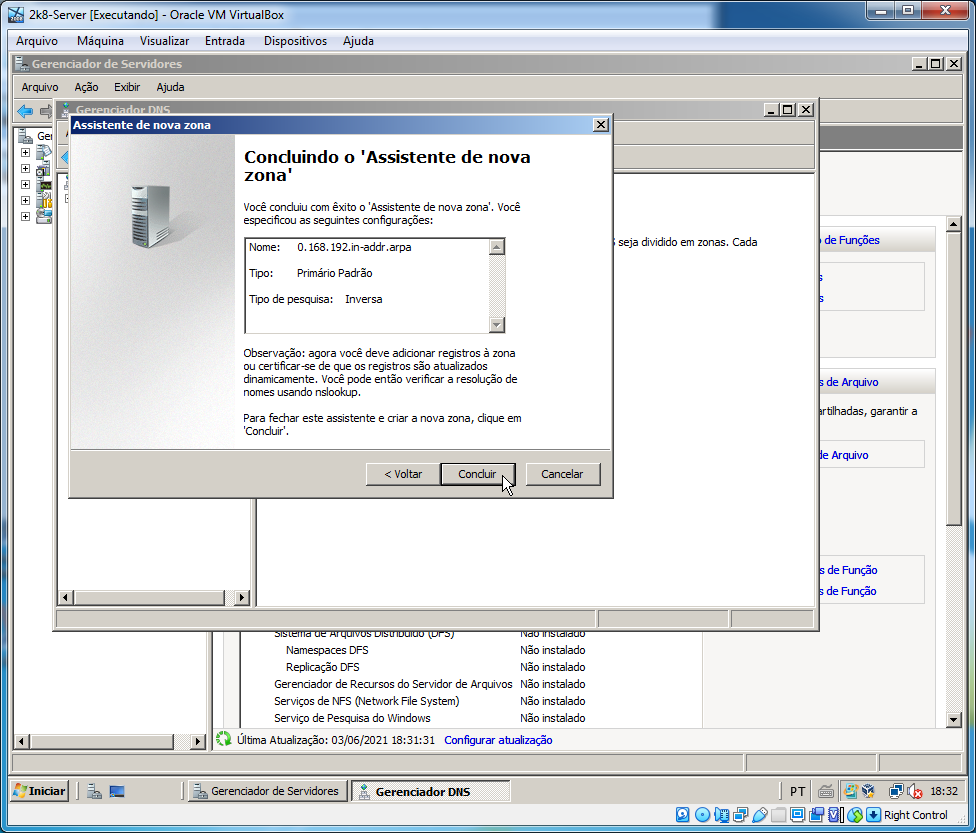 2k8-Server [Executando] - Oracle VM VirtualBox
Arquivo Máquina Visualizar Entrada Dispositivos Ajuda
Gerenciador de Servidores
Arquivo Ação Exibir Ajuda
Gerenciador DNS
Assistente de nova zona
Ger
Concluindo o 'Assistente de nova
zona'
Você concluiu com êxito o 'Assistente de nova zona'. Você
especificou as seguintes configurações:
Nome: 0.168.192.in-addr.arpa
Tipo: Primário Padrão
Tipo de pesquisa: Inversa
Observação: agora você deve adicionar registros à zona
ou certificar-se de que os registros são atualizados
dinamicamente. Você pode então verificar a resolução de
nomes usando nslookup.
Para fechar este assistente e criar a nova zona, clique em
'Concluir'.
< Voltar Concluir Cancelar
seja dividido em zonas. Cada
o de Funções
s
s
s de Arquivo
artilhadas, garantir a
de Arquivo
s de Função
s de Função
Sistema de Arquivos Distribuído (DFS) Não instalado
Namespaces DFS Não instalado
Replicação DFS Não instalado
Gerenciador de Recursos do Servidor de Arquivos Não instalado
Serviços de NFS (Network File System) Não instalado
Serviço de Pesquisa do Windows Não instalado
Última Atualização: 03/06/2021 18:31:31 Configurar atualização
Iniciar Gerenciador de Servidores Gerenciador DNS PT 18:32
Right Control